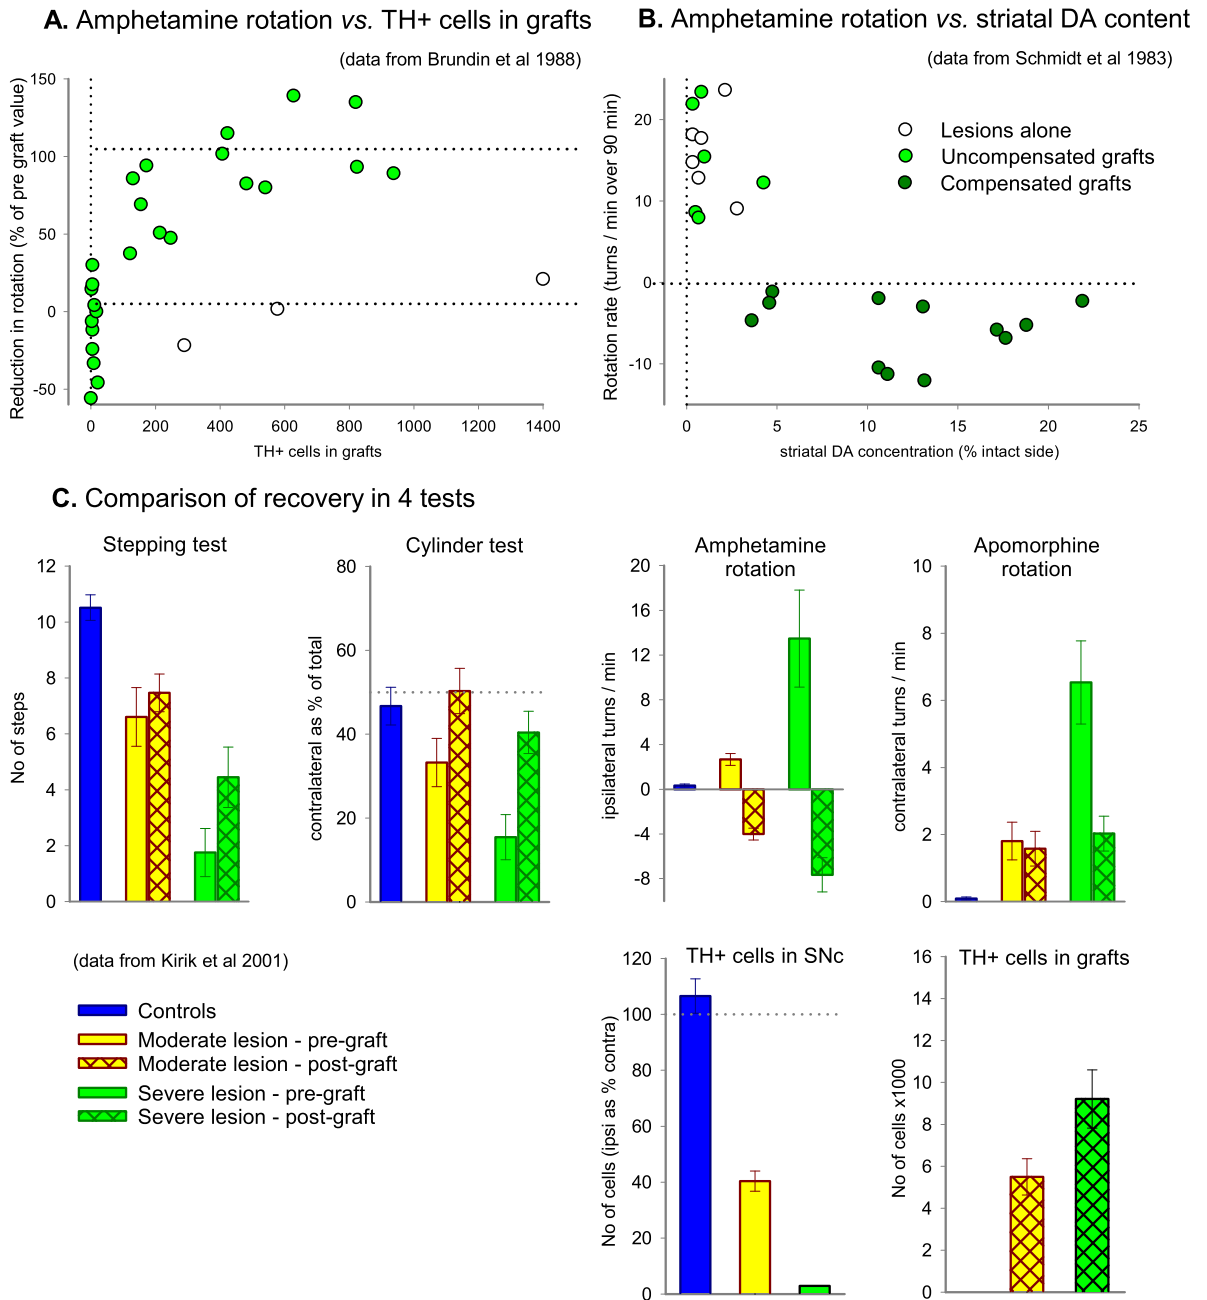 A. Amphetamine rotation vs. TH+ cells in grafts
(data from Brundin et al 1988)
Reduction in rotation (% of pre graft value)
150
100
50
0
-50
0 200 400 600 800 1000 1200 1400
TH+ cells in grafts
B. Amphetamine rotation vs. striatal DA content
(data from Schmidt et al 1983)
Rotation rate (turns / min over 90 min)
20
10
0
-10
Lesions alone
Uncompensated grafts
Compensated grafts
0 5 10 15 20 25
striatal DA concentration (% intact side)
C. Comparison of recovery in 4 tests
Stepping test
No of steps
12
10
8
6
4
2
0
Cylinder test
contralateral as % of total
80
60
40
20
0
Amphetamine
rotation
ipsilateral turns / min
20
16
12
8
4
0
-4
-8
Apomorphine
rotation
contralateral turns / min
10
8
6
4
2
0
(data from Kirik et al 2001)
Controls
Moderate lesion - pre-graft
Moderate lesion - post-graft
Severe lesion - pre-graft
Severe lesion - post-graft
TH+ cells in SNc
No of cells (ipsi as % contra)
120
100
80
60
40
20
0
TH+ cells in grafts
No of cells x1000
16
14
12
10
8
6
4
2
0